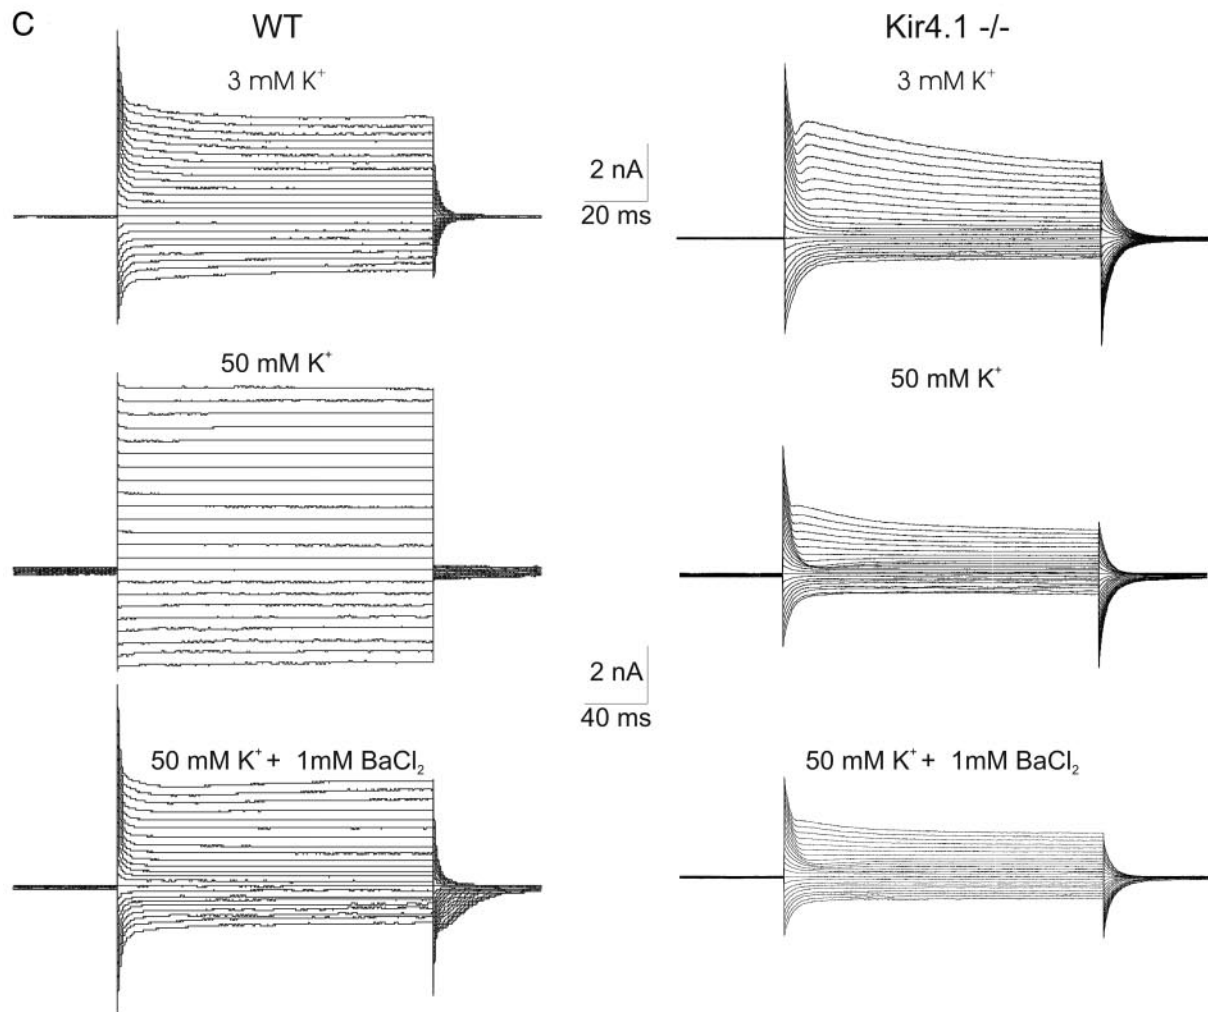 C
WT
Kir4.1 -/-
3 mM K⁺
3 mM K⁺
2 nA
20 ms
50 mM K⁺
50 mM K⁺
2 nA
40 ms
50 mM K⁺ + 1mM BaCl₂
50 mM K⁺ + 1mM BaCl₂